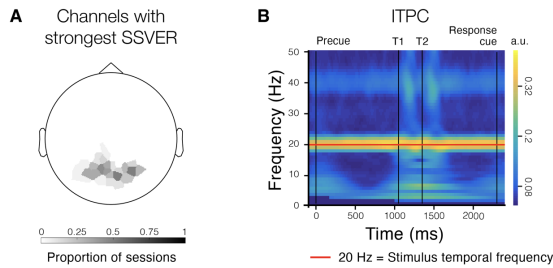 A
Channels with
strongest SSVER
0 0.25 0.5 0.75 1
Proportion of sessions
B
ITPC
Precue T1 T2 Response
cue
a.u.
Frequency (Hz)
50
40
30
20
10
0
0 1000 1500 2000
Time (ms)
0.32
0.2
0.08
20 Hz = Stimulus temporal frequency